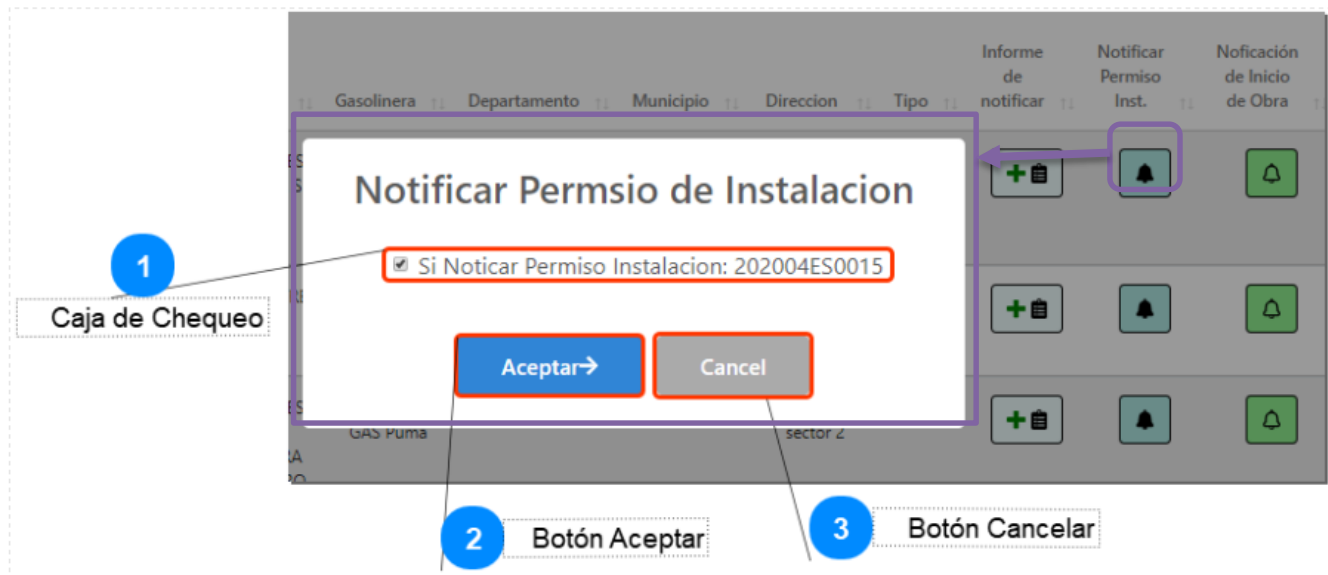 Informe de notificar
Notificar Permiso Inst.
Noficación de Inicio de Obra
Gasolinera
Departamento
Municipio
Direccion
Tipo
Notificar Permsio de Instalacion
Si Noticar Permiso Instalacion: 202004ES0015
Aceptar
Cancel
GAS Puma
sector 2
1
Caja de Chequeo
2
Botón Aceptar
3
Botón Cancelar